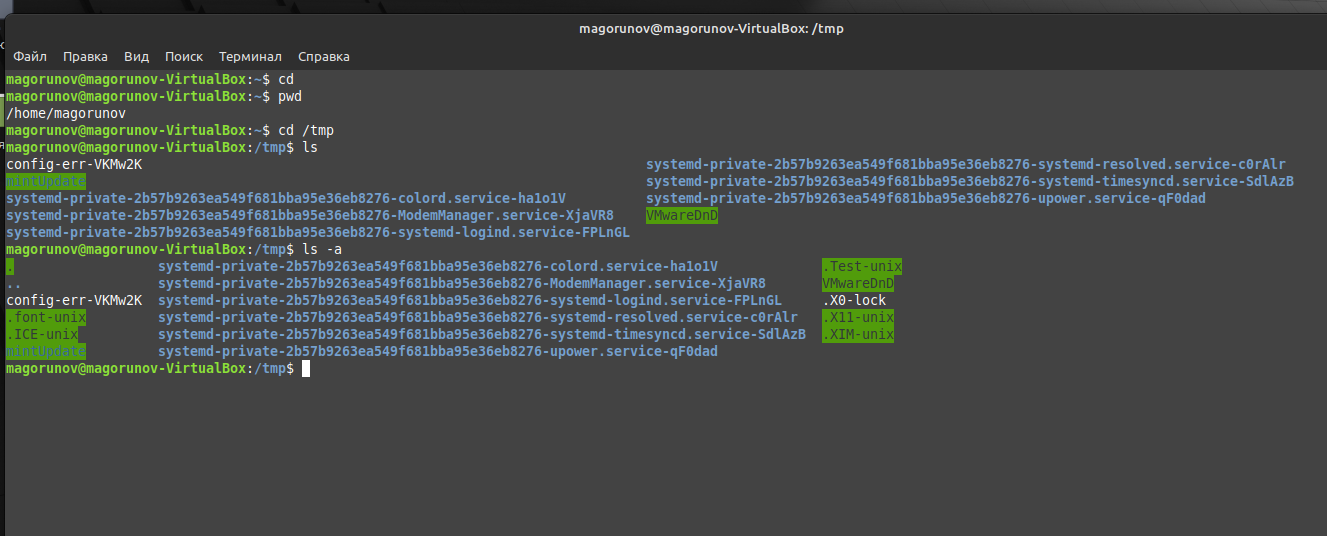 magorunov@magorunov-VirtualBox: /tmp
Файл Правка Вид Поиск Терминал Справка
magorunov@magorunov-VirtualBox:~$ cd
magorunov@magorunov-VirtualBox:~$ pwd
/home/magorunov
magorunov@magorunov-VirtualBox:~$ cd /tmp
magorunov@magorunov-VirtualBox:/tmp$ ls
config-err-VKMw2K systemd-private-2b57b9263ea549f681bba95e36eb8276-systemd-resolved.service-c0rAlr
mintUpdate systemd-private-2b57b9263ea549f681bba95e36eb8276-systemd-timesyncd.service-SdlAzB
systemd-private-2b57b9263ea549f681bba95e36eb8276-colord.service-ha1o1V systemd-private-2b57b9263ea549f681bba95e36eb8276-upower.service-qF0dad
systemd-private-2b57b9263ea549f681bba95e36eb8276-ModemManager.service-XjaVR8 VMwareDnD
systemd-private-2b57b9263ea549f681bba95e36eb8276-systemd-logind.service-FPLnGL
magorunov@magorunov-VirtualBox:/tmp$ ls -a
. systemd-private-2b57b9263ea549f681bba95e36eb8276-colord.service-ha1o1V .Test-unix
.. systemd-private-2b57b9263ea549f681bba95e36eb8276-ModemManager.service-XjaVR8 VMwareDnD
config-err-VKMw2K systemd-private-2b57b9263ea549f681bba95e36eb8276-systemd-logind.service-FPLnGL .X0-lock
.font-unix systemd-private-2b57b9263ea549f681bba95e36eb8276-systemd-resolved.service-c0rAlr .X11-unix
.ICE-unix systemd-private-2b57b9263ea549f681bba95e36eb8276-systemd-timesyncd.service-SdlAzB .XIM-unix
mintUpdate systemd-private-2b57b9263ea549f681bba95e36eb8276-upower.service-qF0dad
magorunov@magorunov-VirtualBox:/tmp$